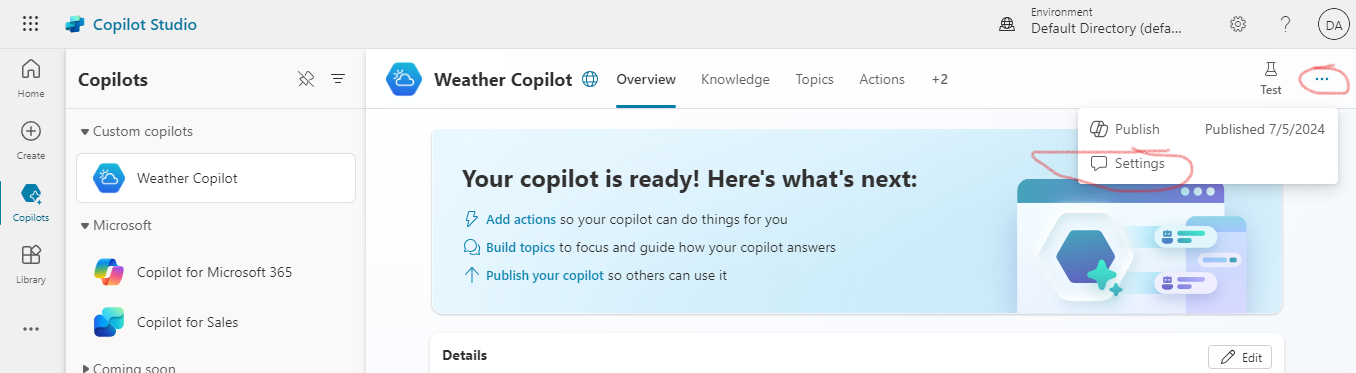 Copilot Studio
Environment
Default Directory (defa...
DA
Home
Create
Copilots
Library
Copilots
Custom copilots
Weather Copilot
Microsoft
Copilot for Microsoft 365
Copilot for Sales
Coming soon
Weather Copilot
Overview
Knowledge
Topics
Actions
+2
Test
Publish Published 7/5/2024
Settings
Your copilot is ready! Here's what's next:
Add actions so your copilot can do things for you
Build topics to focus and guide how your copilot answers
Publish your copilot so others can use it
Details
Edit